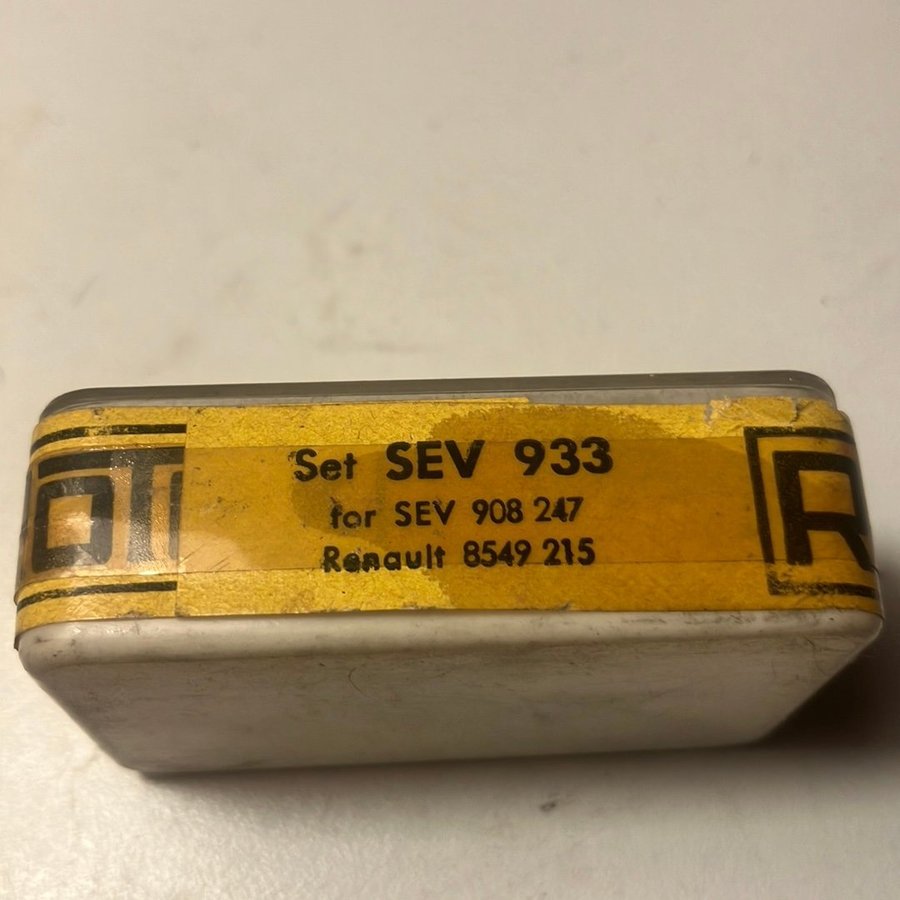 Set SEV 933
for SEV 908 247
Renault 8549 215